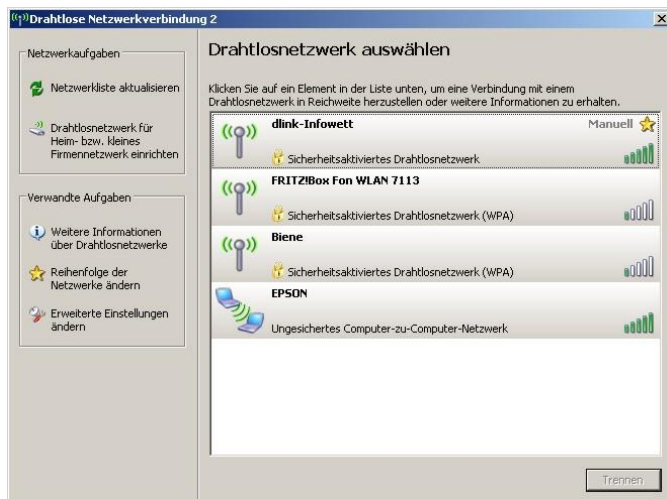 Drahtlose Netzwerkverbindung 2
Netzwerkaufgaben
Netzwerkliste aktualisieren
Drahtlosnetzwerk für
Heim- bzw. kleines
Firmennetzwerk einrichten
Verwandte Aufgaben
Weitere Informationen
über Drahtlosnetzwerke
Reihenfolge der
Netzwerke ändern
Erweiterte Einstellungen
ändern
Drahtlosnetzwerk auswählen
Klicken Sie auf ein Element in der Liste unten, um eine Verbindung mit einem
Drahtlosnetzwerk in Reichweite herzustellen oder weitere Informationen zu erhalten.
dlink-Infowett Manuell
Sicherheitsaktiviertes Drahtlosnetzwerk
FRITZ!Box Fon WLAN 7113
Sicherheitsaktiviertes Drahtlosnetzwerk (WPA)
Biene
Sicherheitsaktiviertes Drahtlosnetzwerk (WPA)
EPSON
Ungesichertes Computer-zu-Computer-Netzwerk
Trennen